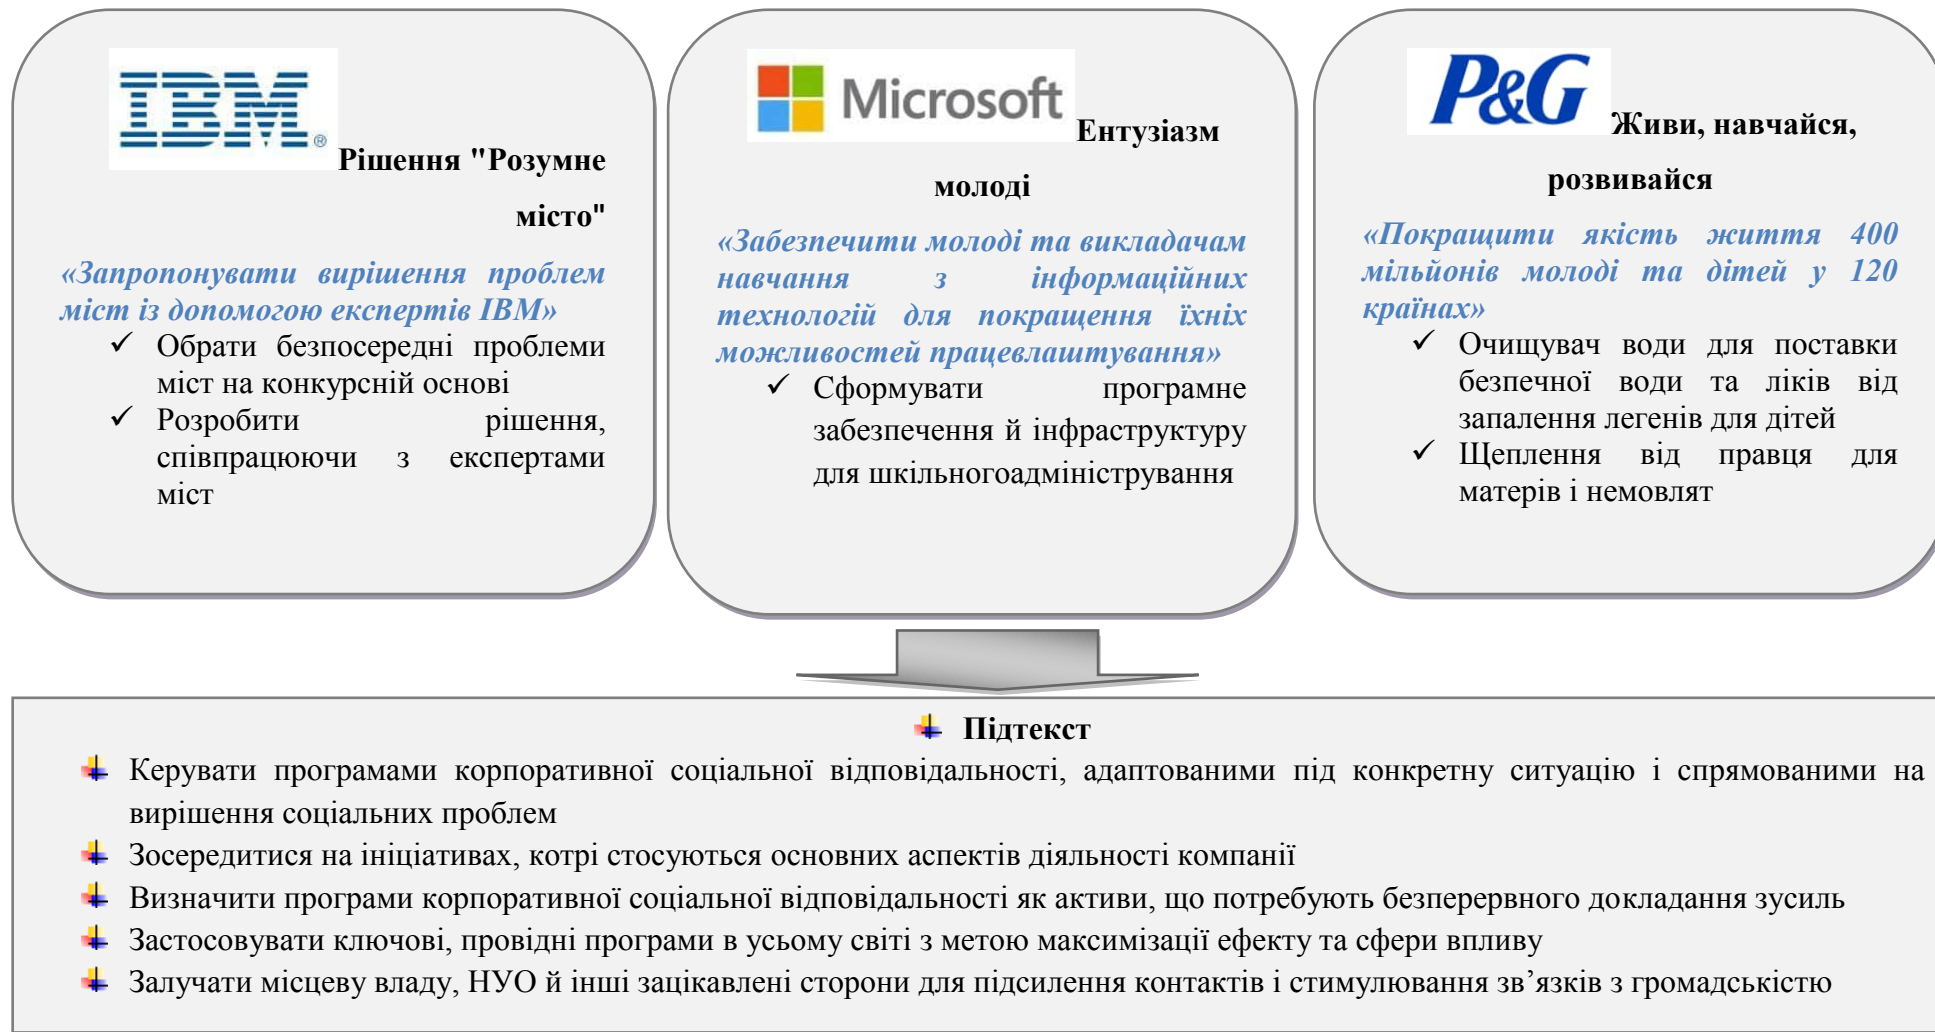 IBM®
Рішення "Розумне
місто"
«Запропонувати вирішення проблем
міст із допомогою експертів ІВМ»
✓ Обрати безпосередні проблеми
міст на конкурсній основі
✓ Розробити рішення,
співпрацюючи з експертами
міст
Microsoft
Ентузіазм
молоді
«Забезпечити молоді та викладачам
навчання з інформаційних
технологій для покращення їхніх
можливостей працевлаштування»
✓ Сформувати програмне
забезпечення й інфраструктуру
для шкільногоадміністрування
P&G
Живи, навчайся,
розвивайся
«Покращити якість життя 400
мільйонів молоді та дітей у 120
країнах»
✓ Очищувач води для поставки
безпечної води та ліків від
запалення легенів для дітей
✓ Щеплення від правця для
матерів і немовлят
Підтекст
Керувати програмами корпоративної соціальної відповідальності, адаптованими під конкретну ситуацію і спрямованими на
вирішення соціальних проблем
Зосередитися на ініціативах, котрі стосуються основних аспектів діяльності компанії
Визначити програми корпоративної соціальної відповідальності як активи, що потребують безперервного докладання зусиль
Застосовувати ключові, провідні програми в усьому світі з метою максимізації ефекту та сфери впливу
Залучати місцеву владу, НУО й інші зацікавлені сторони для підсилення контактів і стимулювання зв’язків з громадськістю